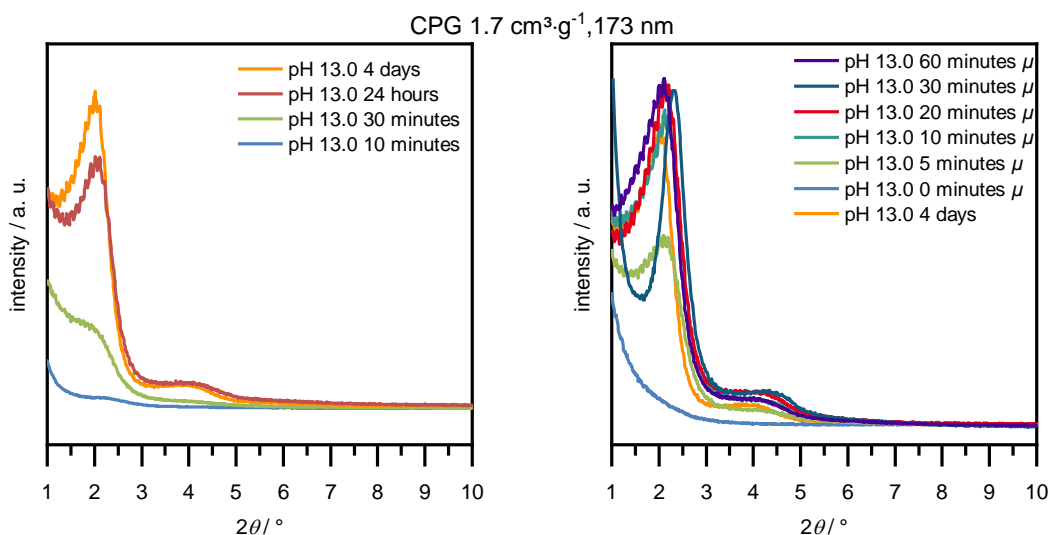 CPG 1.7 cm³·g⁻¹,173 nm
pH 13.0 4 days
pH 13.0 24 hours
pH 13.0 30 minutes
pH 13.0 10 minutes
intensity / a. u.
1 2 3 4 5 6 7 8 9 10
2θ / °
pH 13.0 60 minutes µ
pH 13.0 30 minutes µ
pH 13.0 20 minutes µ
pH 13.0 10 minutes µ
pH 13.0 5 minutes µ
pH 13.0 0 minutes µ
pH 13.0 4 days
intensity / a. u.
1 2 3 4 5 6 7 8 9 10
2θ / °